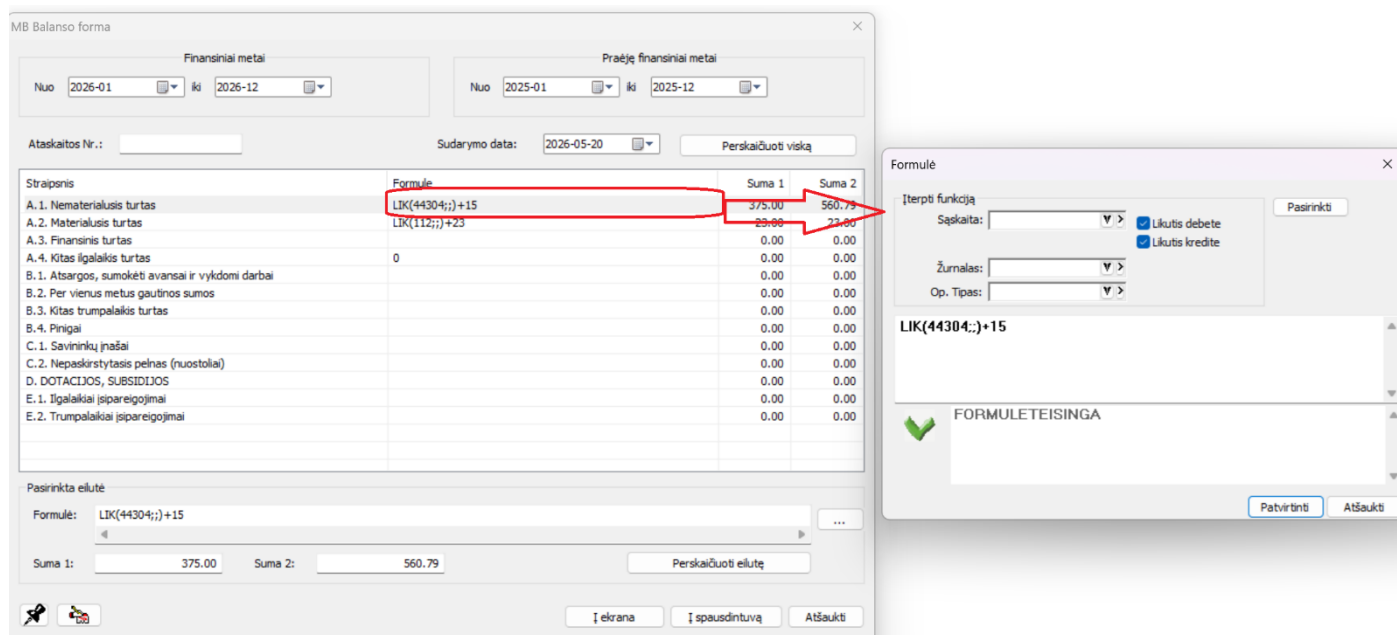 MB Balanso forma
Finansiniai metai
Nuo 2026-01 iki 2026-12
Praėję finansiniai metai
Nuo 2025-01 iki 2025-12
Ataskaitos Nr.:
Sudarymo data: 2026-05-20 Perskaičiuoti viską
Straipsnis Formulė Suma 1 Suma 2
A.1. Nematerialusis turtas LIK(44304;;)+15 375.00 560.79
A.2. Materialusis turtas LIK(112;;)+23 23.00 23.00
A.3. Finansinis turtas 0.00 0.00
A.4. Kitas ilgalaikis turtas 0 0.00 0.00
B.1. Atsargos, sumokėti avansai ir vykdomi darbai 0.00 0.00
B.2. Per vienus metus gautinos sumos 0.00 0.00
B.3. Kitas trumpalaikis turtas 0.00 0.00
B.4. Pinigai 0.00 0.00
C.1. Savininkų įnašai 0.00 0.00
C.2. Nepaskirstytasis pelnas (nuostoliai) 0.00 0.00
D. DOTACIJOS, SUBSIDIJOS 0.00 0.00
E.1. Ilgalaikiai įsipareigojimai 0.00 0.00
E.2. Trumpalaikiai įsipareigojimai 0.00 0.00
Pasirinkta eilutė
Formulė: LIK(44304;;)+15
...
Suma 1: 375.00 Suma 2: 560.79 Perskaičiuoti eilutę
Į ekraną Į spausdintuvą Atšaukti
Formulė
Įterpti funkciją
Sąskaita: Likutis debete
Likutis kredite
Žurnalas:
Op. Tipas:
Pasirinkti
LIK(44304;;)+15
FORMULETEISINGA
Patvirtinti Atšaukti